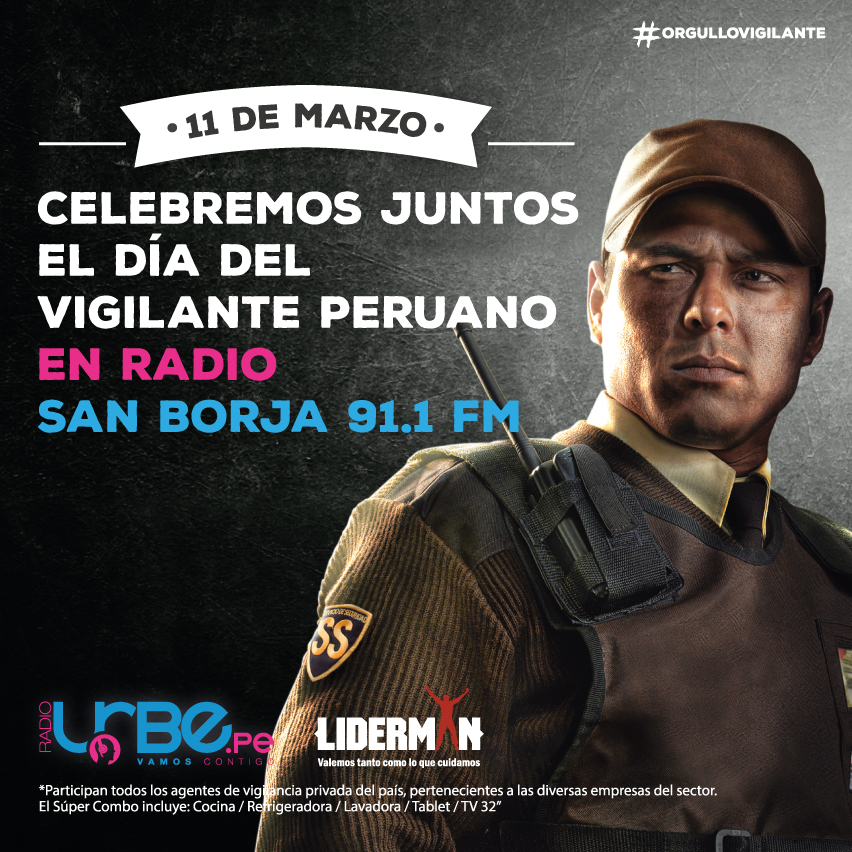 #ORGULLOVIGILANTE
• 11 DE MARZO •
CELEBREMOS JUNTOS
EL DÍA DEL
VIGILANTE PERUANO
EN RADIO
SAN BORJA 91.1 FM
SS
RADIO
urBe.pe
VAMOS CONTIGO
LIDERMAN
Valemos tanto como lo que cuidamos
*Participan todos los agentes de vigilancia privada del país, pertenecientes a las diversas empresas del sector.
El Súper Combo incluye: Cocina / Refrigeradora / Lavadora / Tablet / TV 32”